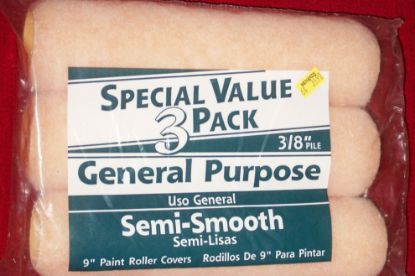 SPECIAL VALUE
3 PACK
3/8" PILE
General Purpose
Uso General
Semi-Smooth
Semi-Lisas
9" Paint Roller Covers Rodillos De 9" Para Pintar